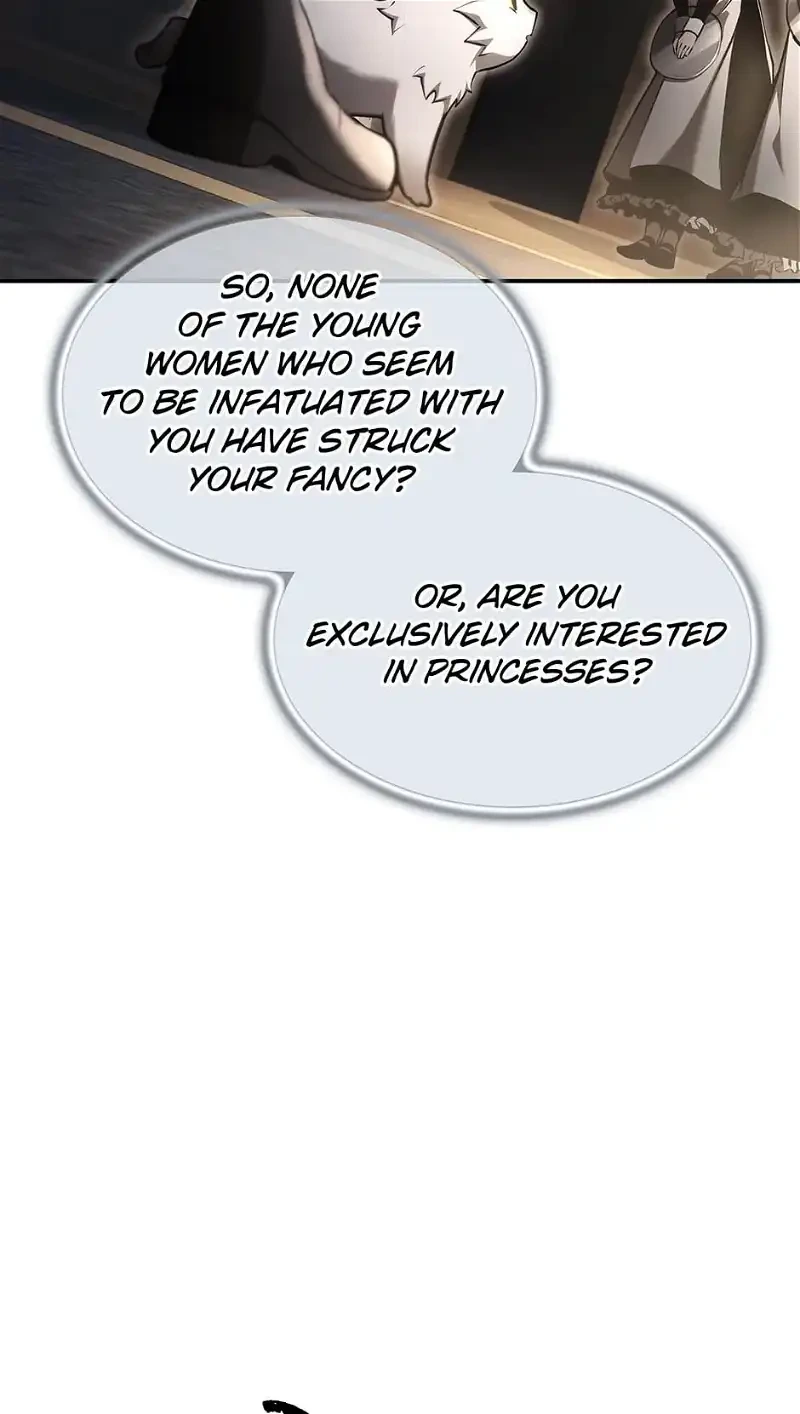 SO, NONE
OF THE YOUNG
WOMEN WHO SEEM
TO BE INFATUATED WITH
YOU HAVE STRUCK
YOUR FANCY?
OR, ARE YOU
EXCLUSIVELY INTERESTED
IN PRINCESSES?